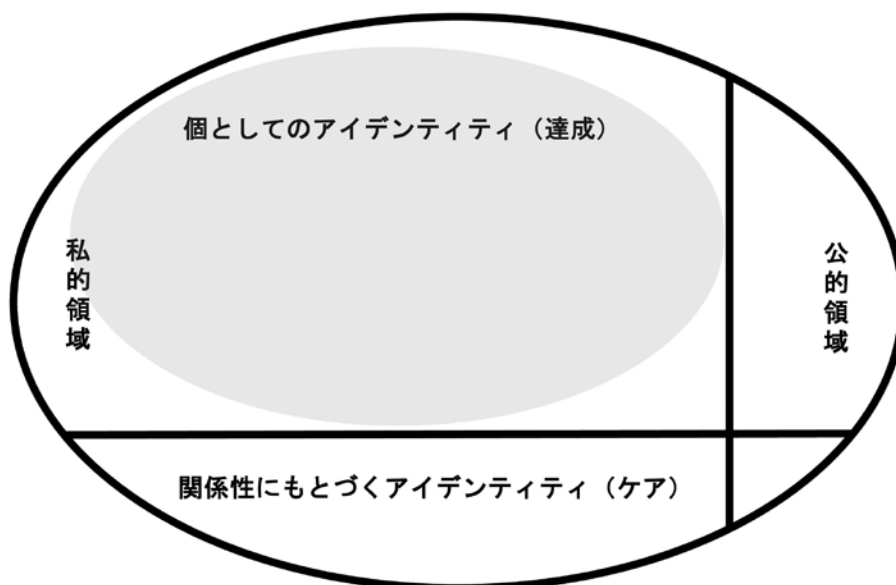 個としてのアイデンティティ（達成）
私的領域
公的領域
関係性にもとづくアイデンティティ（ケア）